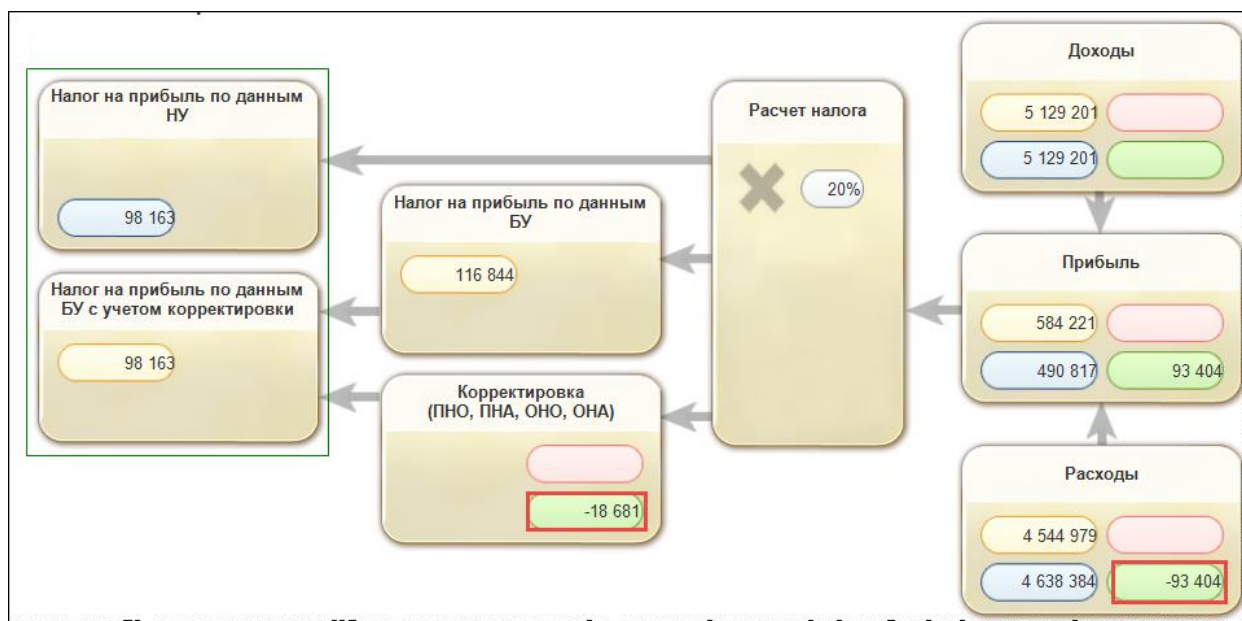 Доходы
5 129 201
5 129 201
Налог на прибыль по данным
НУ
98 163
Расчет налога
20%
Налог на прибыль по данным
БУ
116 844
Прибыль
584 221
490 817 93 404
Налог на прибыль по данным
БУ с учетом корректировки
98 163
Корректировка
(ПНО, ПНА, ОНО, ОНА)
-18 681
Расходы
4 544 979
4 638 384 -93 404